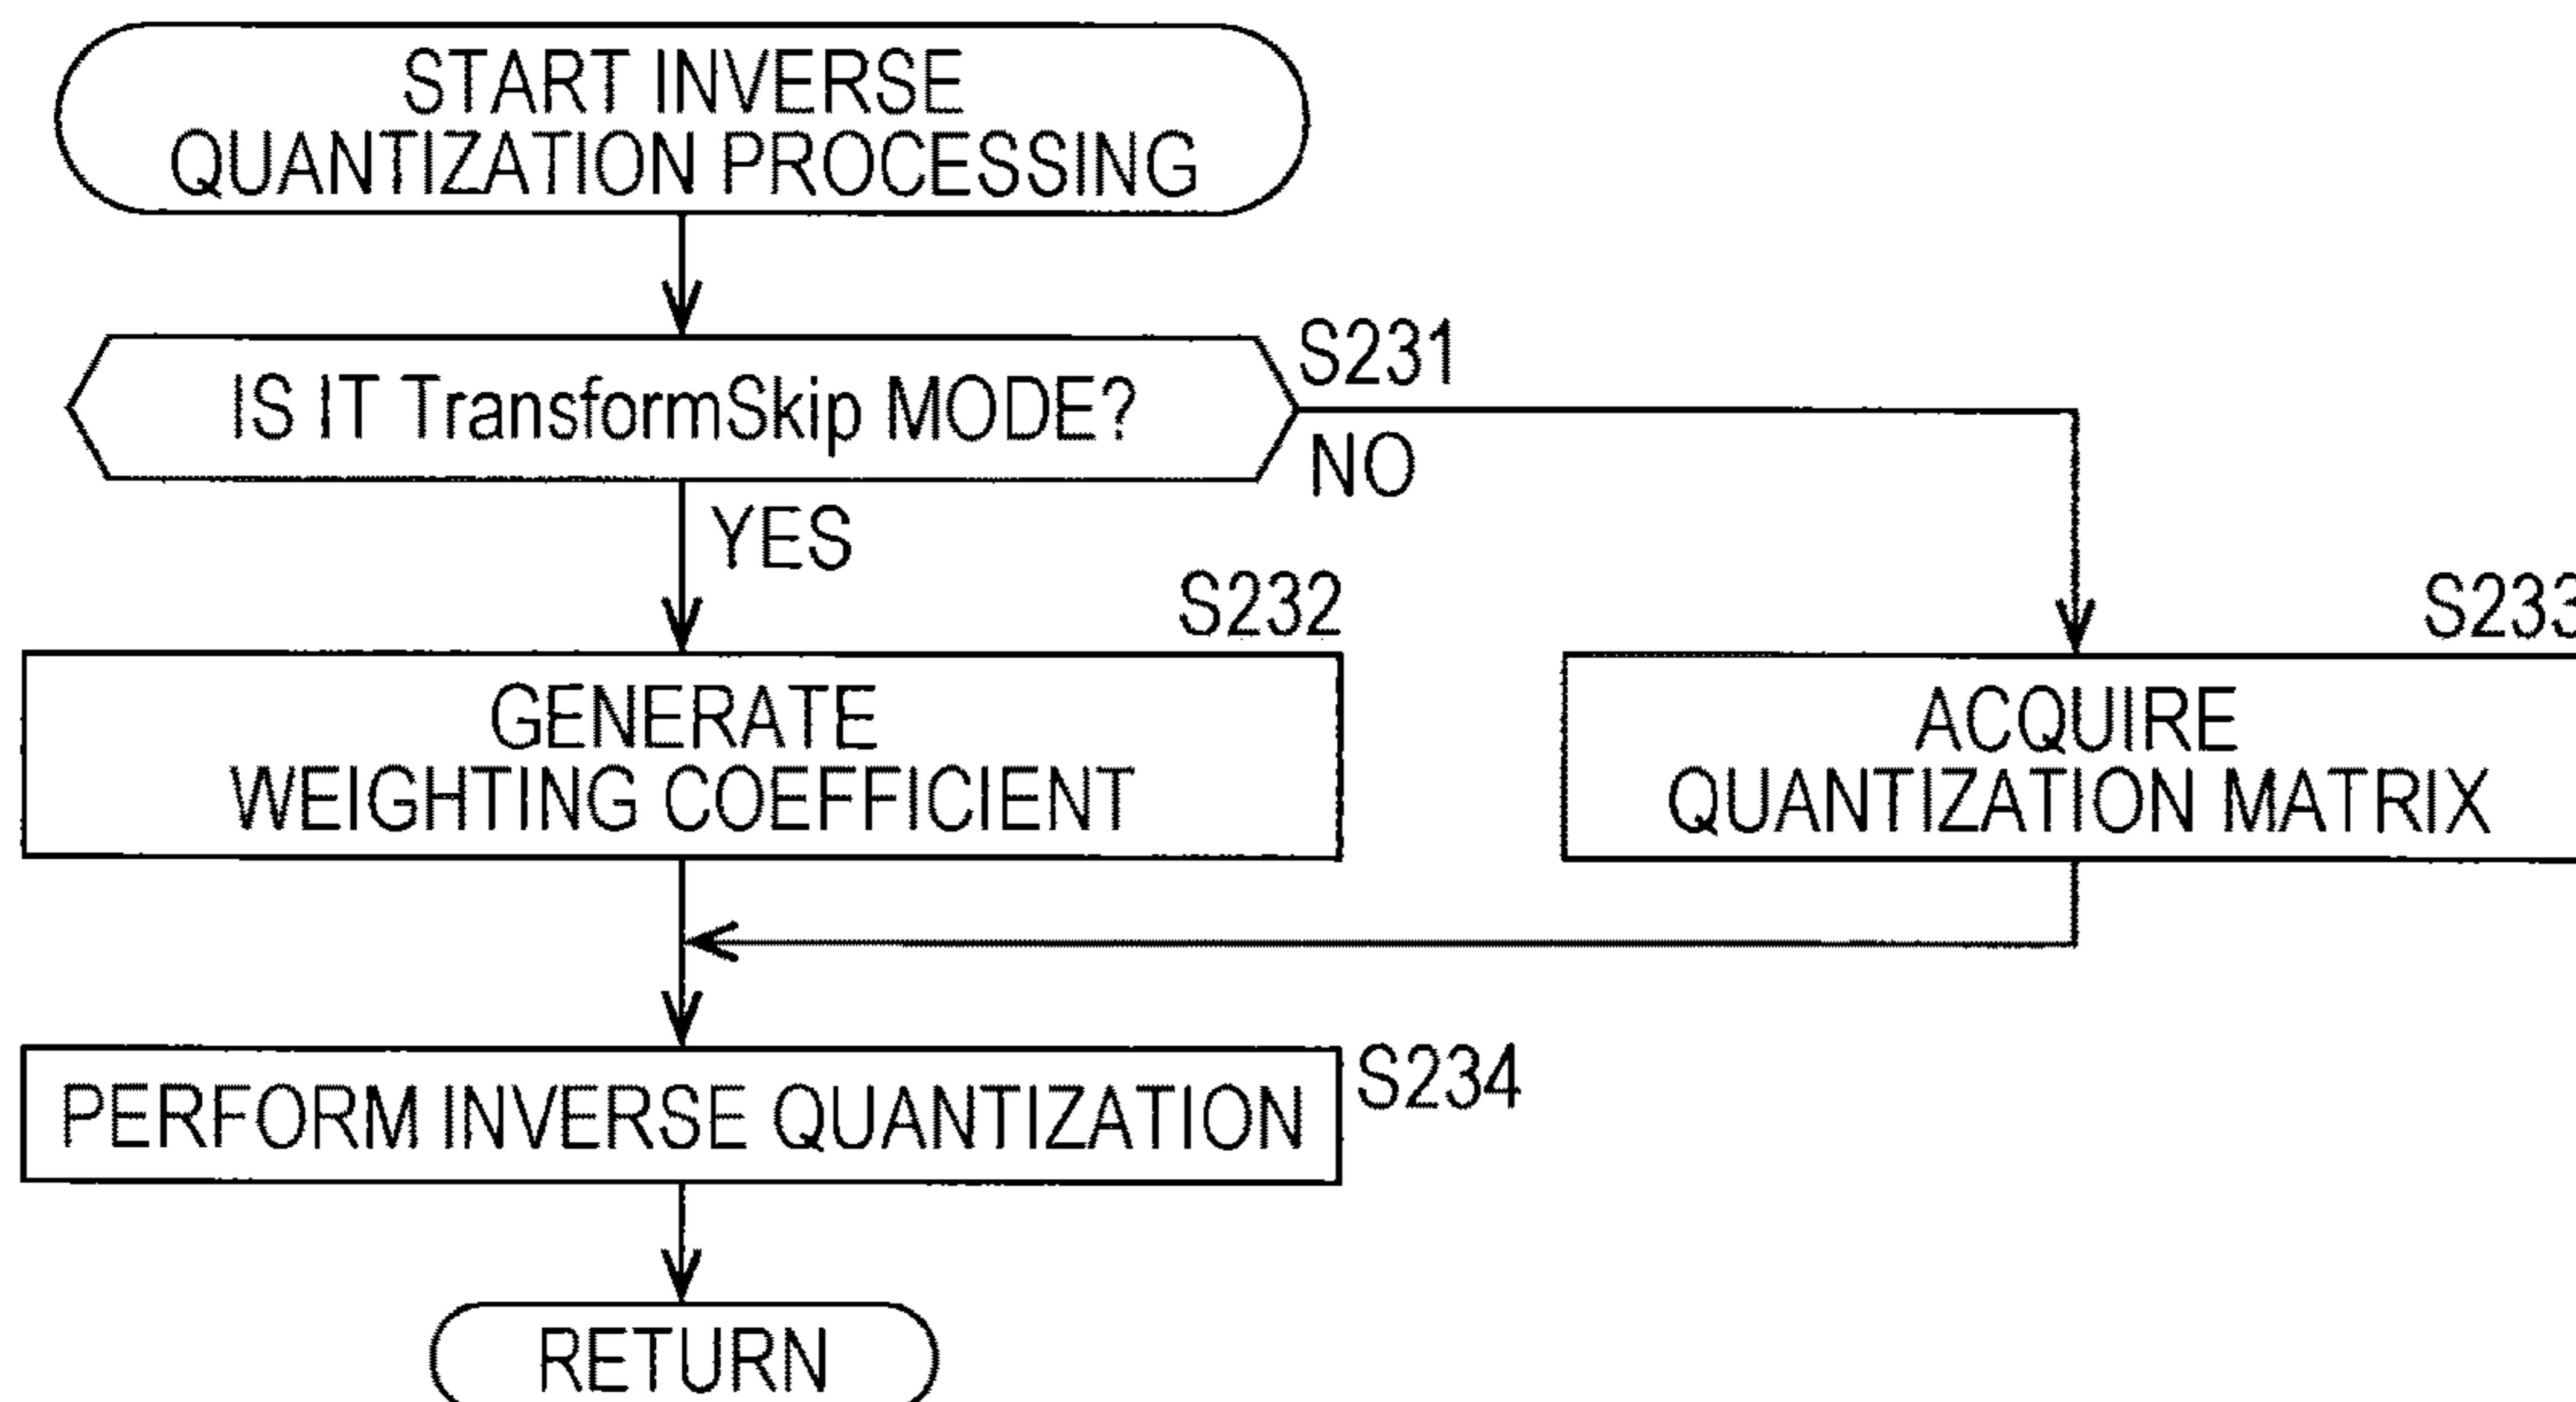 START INVERSE
QUANTIZATION PROCESSING
IS IT TransformSkip MODE?
S231
NO
YES
S232
GENERATE
WEIGHTING COEFFICIENT
S233
ACQUIRE
QUANTIZATION MATRIX
PERFORM INVERSE QUANTIZATION
S234
RETURN